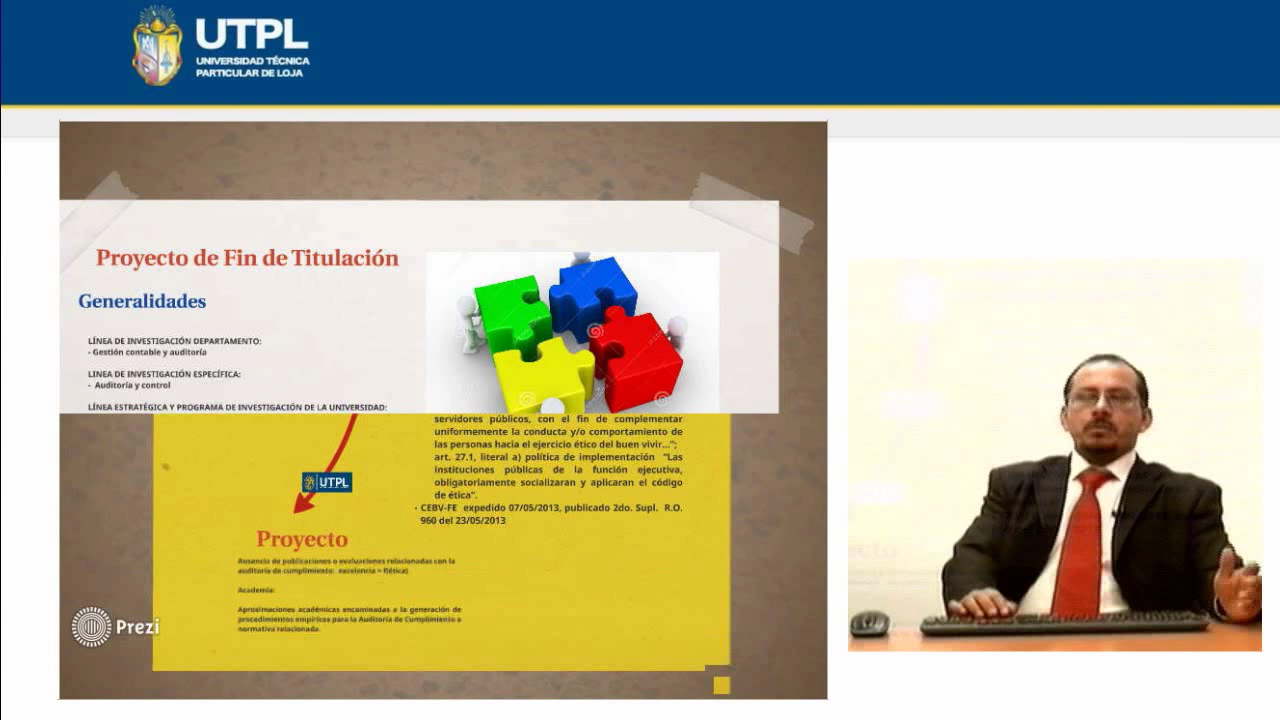 UTPL
UNIVERSIDAD TÉCNICA
PARTICULAR DE LOJA
Proyecto de Fin de Titulación
Generalidades
LÍNEA DE INVESTIGACIÓN DEPARTAMENTO:
- Gestión contable y auditoría
LINEA DE INVESTIGACIÓN ESPECÍFICA:
- Auditoría y control
LÍNEA ESTRATÉGICA Y PROGRAMA DE INVESTIGACIÓN DE LA UNIVERSIDAD:
servidores públicos, con el fin de complementar
uniformemente la conducta y/o comportamiento de
las personas hacia el ejercicio ético del buen vivir...";
art. 27.1, literal a) política de implementación "Las
instituciones públicas de la función ejecutiva,
obligatoriamente socializaran y aplicaran el código
de ética".
- CEBV-FE expedido 07/05/2013, publicado 2do. Supl. R.O.
960 del 23/05/2013
UTPL
Proyecto
Ausencia de publicaciones o evaluaciones relacionadas con la
auditoría de cumplimiento: excelencia = f(ética)
Academia:
Aproximaciones académicas encaminadas a la generación de
procedimientos empíricos para la Auditoría de Cumplimiento a
normativa relacionada.
Prezi